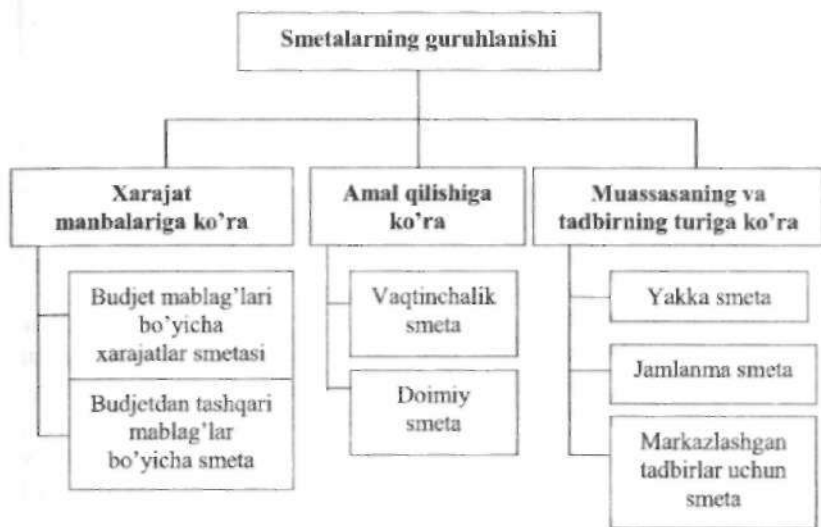 Smetalarning guruhlanishi
Xarajat
manbalariga ko'ra
Budjet mablag'lari
bo'yicha
xarajatlar smetasi
Budjetdan tashqari
mablag'lar
bo'yicha smeta
Amal qilishiga
ko'ra
Vaqtinchalik
smeta
Doimiy
smeta
Muassasaning va
tadbirning turiga ko'ra
Yakka smeta
Jamlanma smeta
Markazlashgan
tadbirlar uchun
smeta